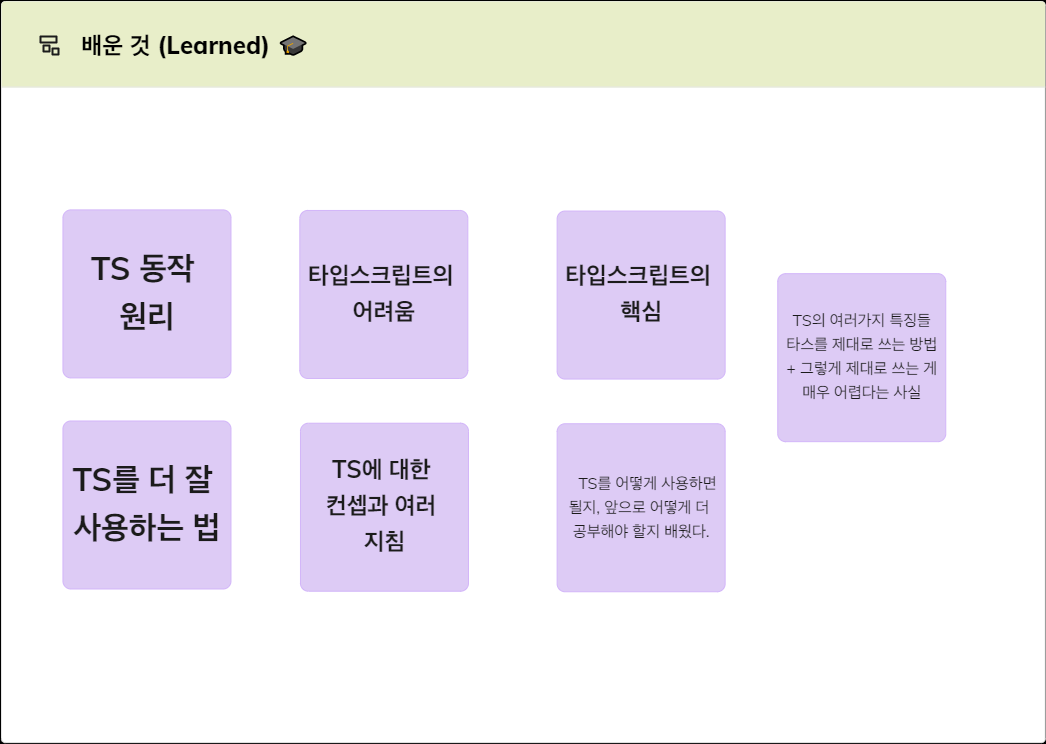 배운 것 (Learned) 🎓
TS 동작
원리
타입스크립트의
어려움
타입스크립트의
핵심
TS의 여러가지 특징들
타스를 제대로 쓰는 방법
+ 그렇게 제대로 쓰는 게
매우 어렵다는 사실
TS를 더 잘
사용하는 법
TS에 대한
컨셉과 여러
지침
TS를 어떻게 사용하면
될지, 앞으로 어떻게 더
공부해야 할지 배웠다.